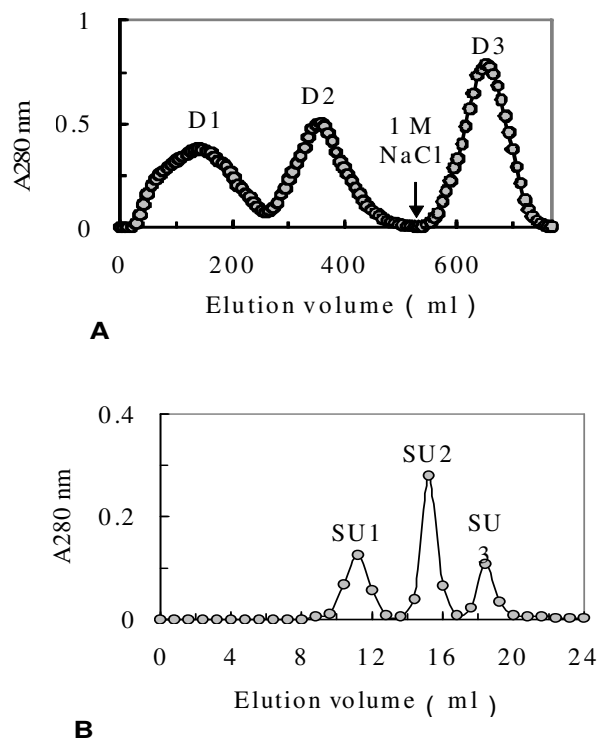 1
D3
D2
D1
1 M
NaCl
0.5
A280 nm
0
0 200 400 600
Elution volume ( ml)
A
0.4
SU2
SU1
SU
3
0.2
A280 nm
0
0 4 8 12 16 20 24
Elution volume ( ml)
B